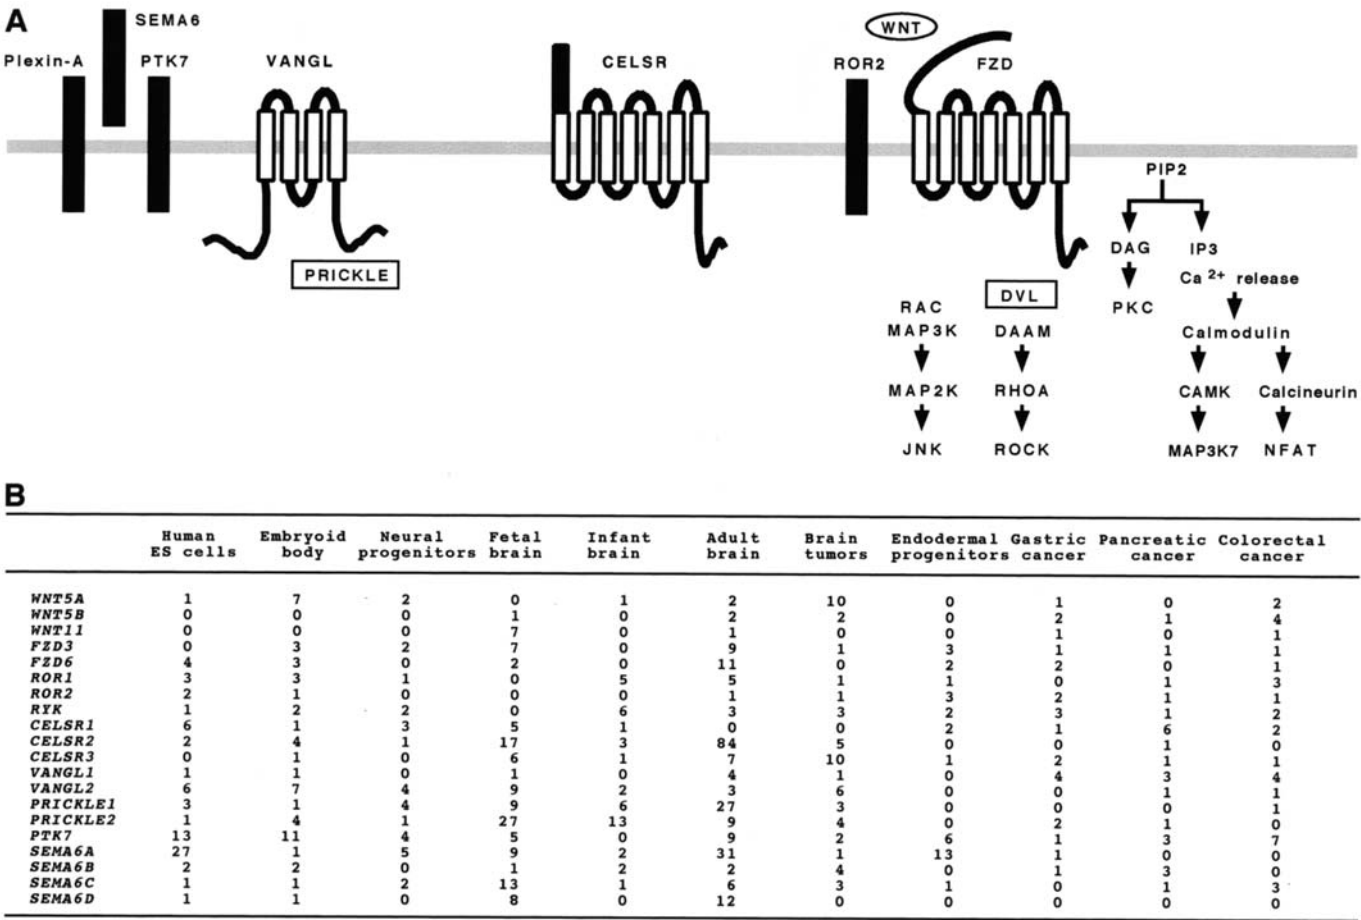 A
SEMA6
Plexin-A PTK7 VANGL CELSR ROR2 WNT FZD
PIP2
DAG IP3
PRICKLE
Ca 2+ release
DVL
RAC PKC
MAP3K DAAM Calmodulin
MAP2K RHOA CAMK Calcineurin
JNK ROCK MAP3K7 NFAT
B
Human Embryoid Neural Fetal Infant Adult Brain Endodermal Gastric Pancreatic Colorectal
ES cells body progenitors brain brain brain tumors progenitors cancer cancer cancer
WNT5A 1 7 2 0 1 2 10 0 1 0 2
WNT5B 0 0 0 1 0 2 2 0 2 1 4
WNT11 0 0 0 7 0 1 0 0 1 0 1
FZD3 0 3 2 7 0 9 1 3 1 1 1
FZD6 4 3 0 2 0 11 0 2 2 0 1
ROR1 3 3 1 0 5 5 1 1 0 1 3
ROR2 2 1 0 0 0 1 1 3 2 1 1
RYK 1 2 2 0 6 3 3 2 3 1 2
CELSR1 6 1 3 5 1 0 0 2 1 6 2
CELSR2 2 4 1 17 3 84 5 0 0 1 0
CELSR3 0 1 0 6 1 7 10 1 2 1 1
VANGL1 1 1 0 1 0 4 1 0 4 3 4
VANGL2 6 7 4 9 2 3 6 0 0 1 1
PRICKLE1 3 1 4 9 6 27 3 0 0 0 1
PRICKLE2 1 4 1 27 13 9 4 0 2 1 0
PTK7 13 11 4 5 0 9 2 6 1 3 7
SEMA6A 27 1 5 9 2 31 1 13 1 0 0
SEMA6B 2 2 0 1 2 2 4 0 1 3 0
SEMA6C 1 1 2 13 1 6 3 1 0 1 3
SEMA6D 1 1 0 8 0 12 0 0 0 0 0